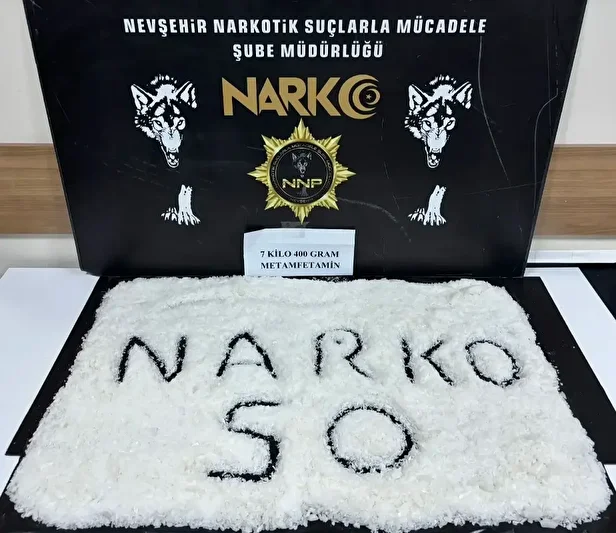 NEVŞEHİR NARKOTİK SUÇLARLA MÜCADELE
ŞUBE MÜDÜRLÜĞÜ
NARKO
NNP
7 KİLO 400 GRAM
METAMFETAMİN
NARKO
50